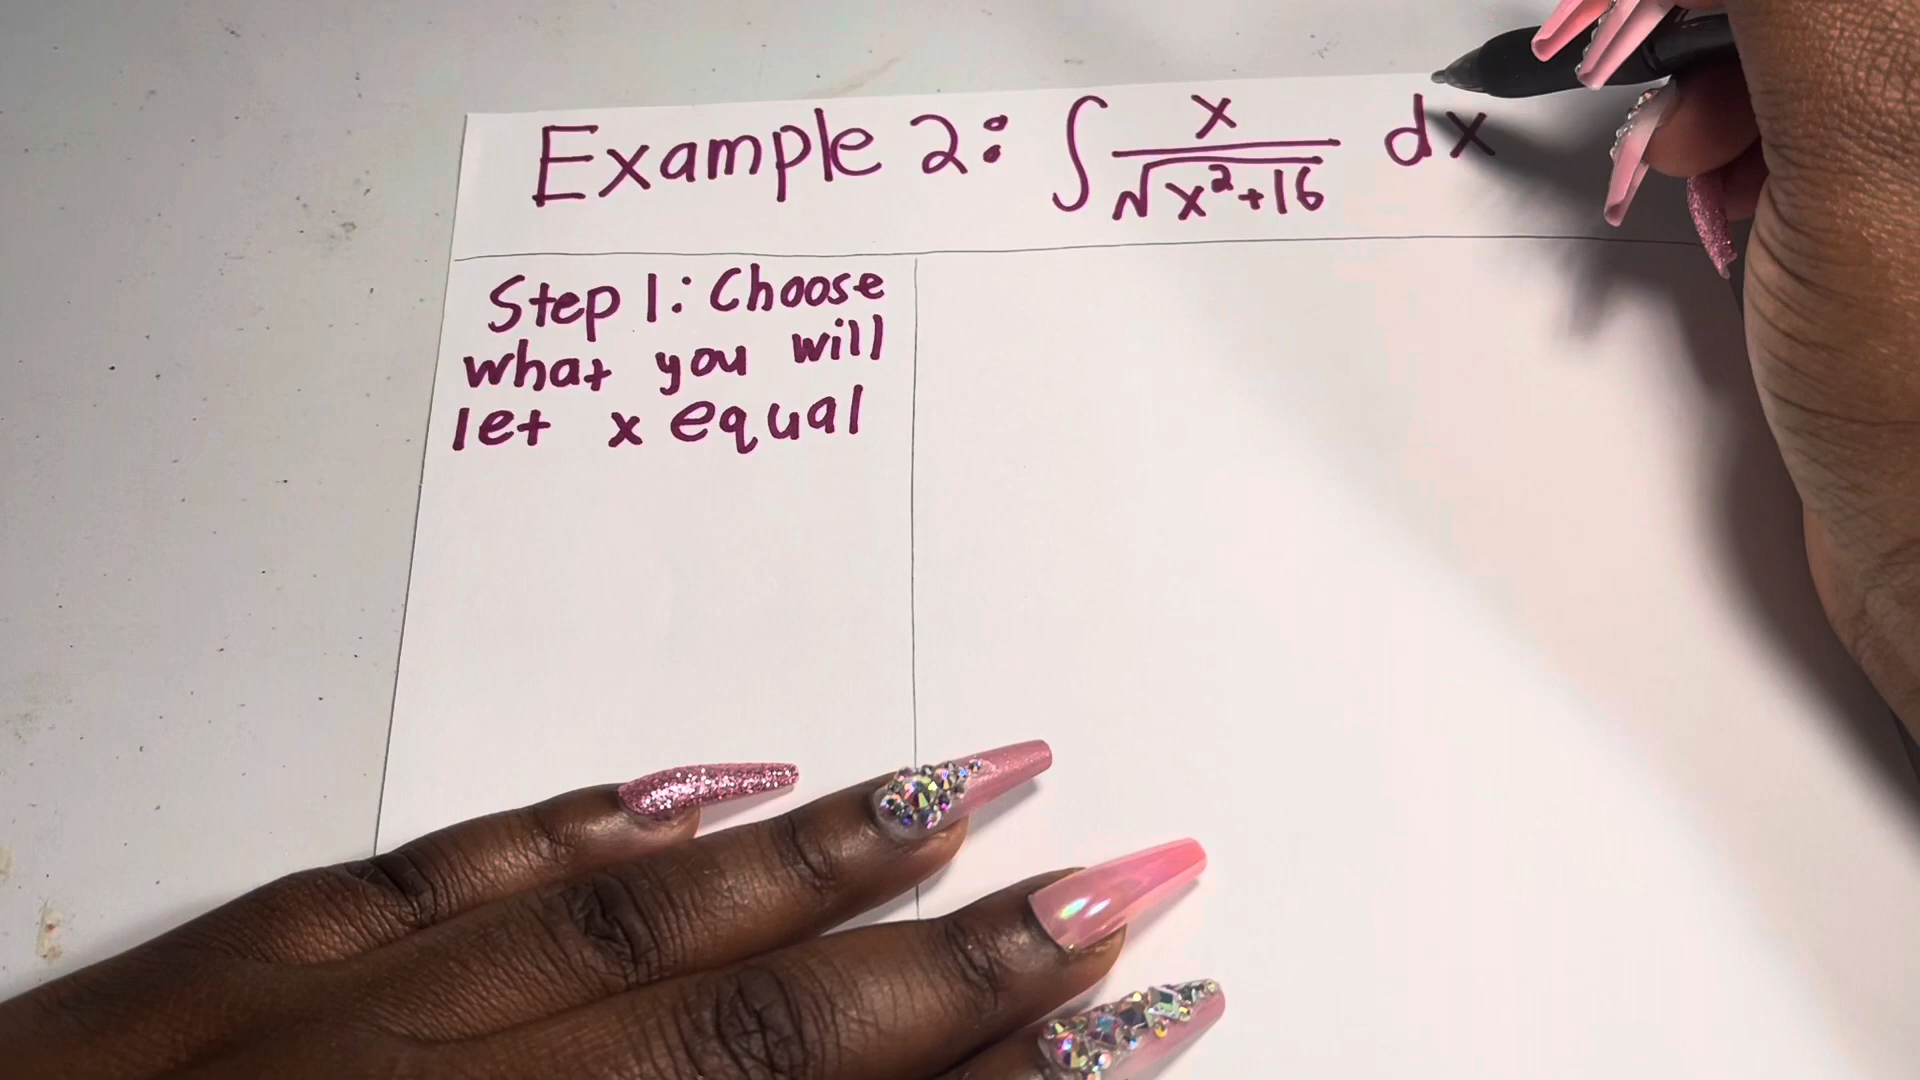 Example 2: ∫ x/√(x²+16) dx
Step 1: Choose
what you will
let x equal